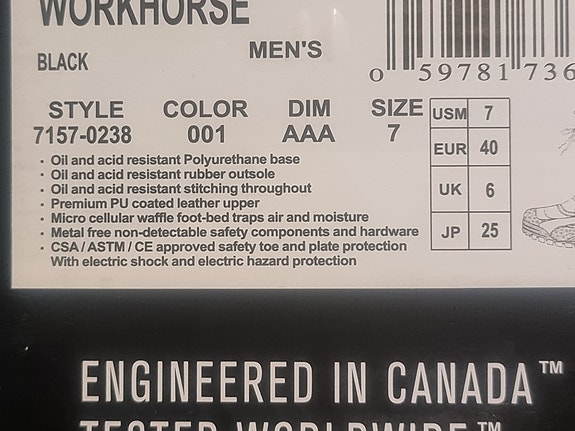 WORKHORSE
BLACK MEN'S
0 59781 736
STYLE COLOR DIM SIZE
7157-0238 001 AAA 7
USM 7
EUR 40
UK 6
JP 25
· Oil and acid resistant Polyurethane base
· Oil and acid resistant rubber outsole
· Oil and acid resistant stitching throughout
· Premium PU coated leather upper
· Micro cellular waffle foot-bed traps air and moisture
· Metal free non-detectable safety components and hardware
· CSA / ASTM / CE approved safety toe and plate protection
With electric shock and electric hazard protection
ENGINEERED IN CANADA™
TESTED WORLDWIDE™